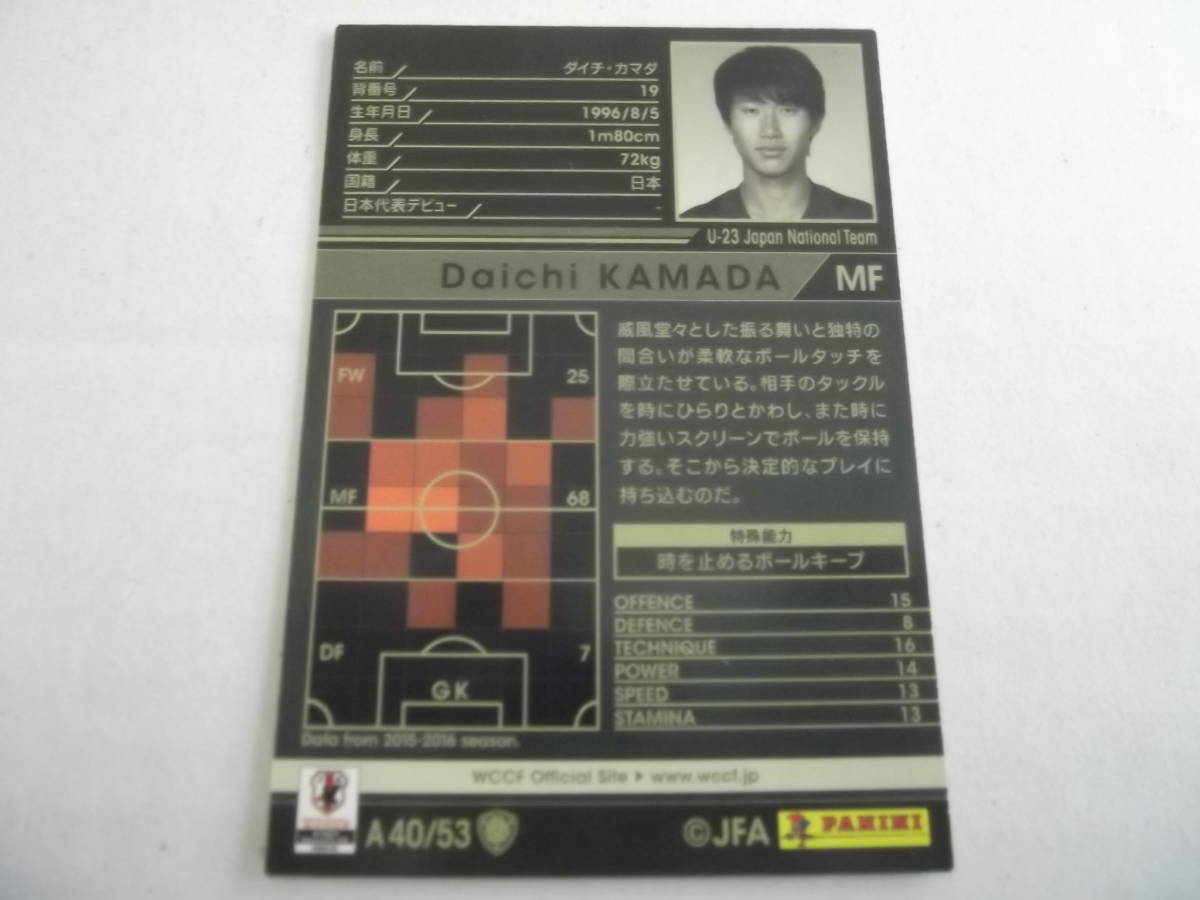 名前 ダイチ・カマダ
背番号 19
生年月日 1996/8/5
身長 1m80cm
体重 72kg
国籍 日本
日本代表デビュー -
U-23 Japan National Team
Daichi KAMADA MF
FW 25
MF 68
DF 7
GK
Data from 2015-2016 season.
威風堂々とした振る舞いと独特の
間合いが柔軟なボールタッチを
際立たせている。相手のタックル
を時にひらりとかわし、また時に
力強いスクリーンでボールを保持
する。そこから決定的なプレイに
持ち込むのだ。
特殊能力
時を止めるボールキープ
OFFENCE 15
DEFENCE 8
TECHNIQUE 16
POWER 14
SPEED 13
STAMINA 13
WCCF Official Site ▶ www.wccf.jp
A40/53
©JFA
PANINI